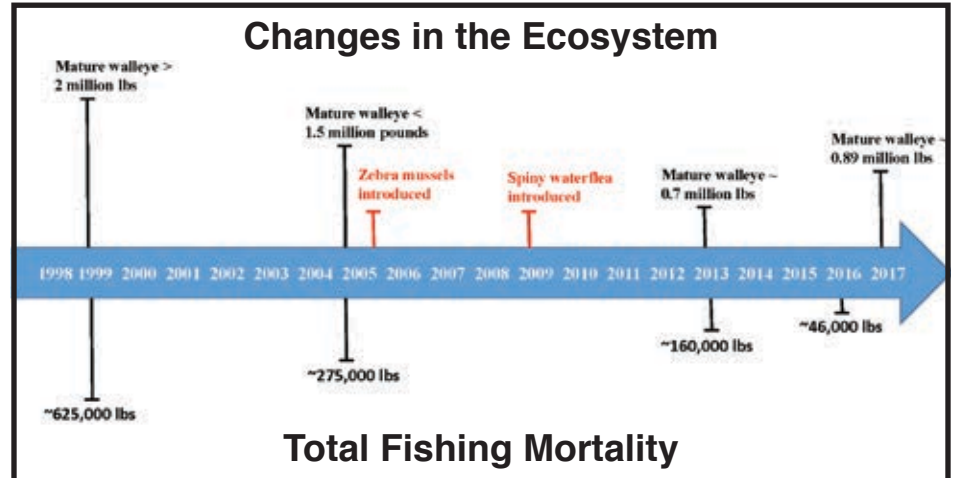 Changes in the Ecosystem
Mature walleye >
2 million lbs
Mature walleye <
1.5 million pounds
Zebra mussels
introduced
Spiny waterflea
introduced
Mature walleye ~
0.7 million lbs
Mature walleye ~
0.89 million lbs
1998 1999 2000 2001 2002 2003 2004 2005 2006 2007 2008 2009 2010 2011 2012 2013 2014 2015 2016 2017
~625,000 lbs
~275,000 lbs
~160,000 lbs
~46,000 lbs
Total Fishing Mortality